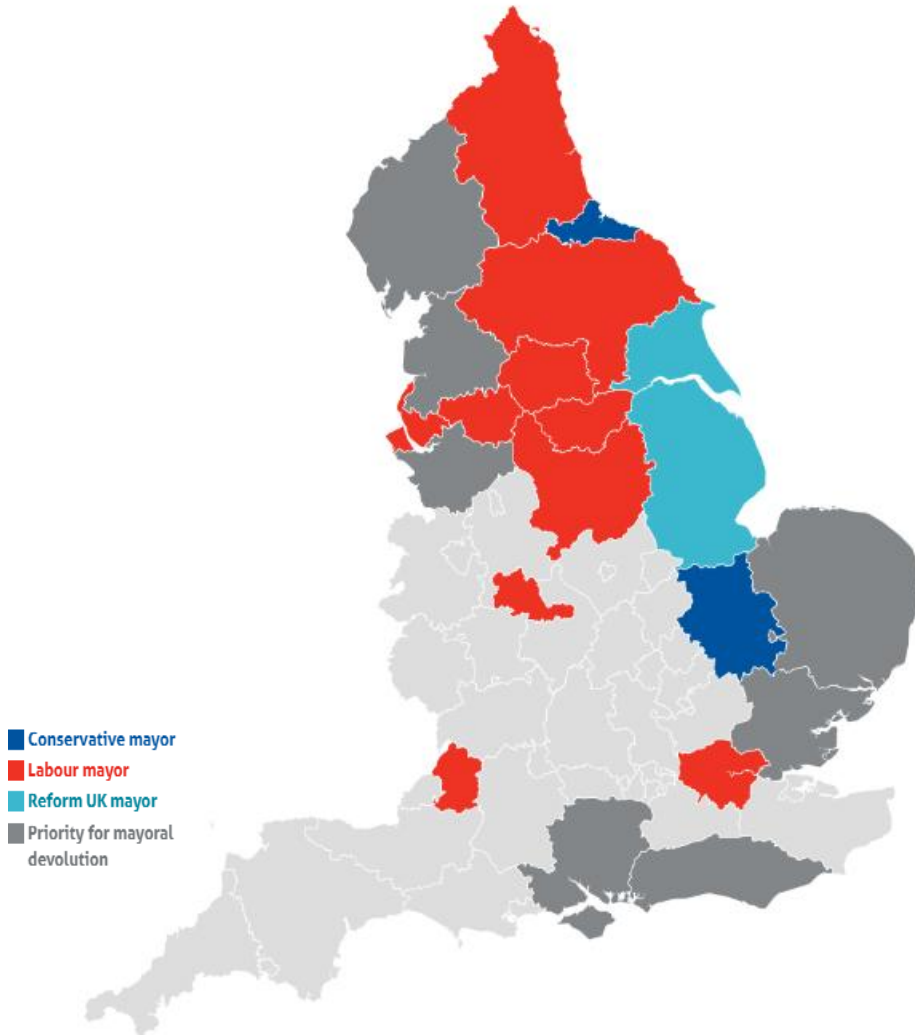 Conservative mayor
Labour mayor
Reform UK mayor
Priority for mayoral
devolution